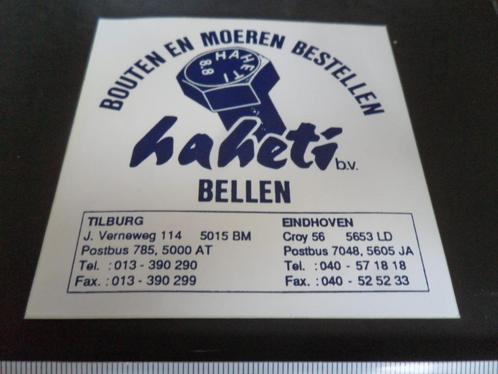 BOUTEN EN MOEREN BESTELLEN
HAHETI
8.8
haheti b.v.
BELLEN
TILBURG
J. Verneweg 114 5015 BM
Postbus 785, 5000 AT
Tel. : 013 - 390 290
Fax. : 013 - 390 299
EINDHOVEN
Croy 56 5653 LD
Postbus 7048, 5605 JA
Tel. : 040 - 57 18 18
Fax. : 040 - 52 52 33